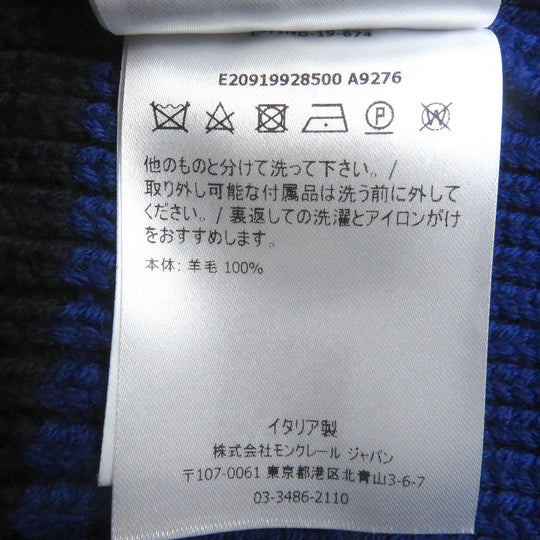 E20919928500 A9276
他のものと分けて洗って下さい。/
取り外し可能な付属品は洗う前に外して
ください。/ 裏返しての洗濯とアイロンがけ
をおすすめします。
本体: 羊毛 100%
イタリア製
株式会社モンクレール ジャパン
〒107-0061 東京都港区北青山3-6-7
03-3486-2110